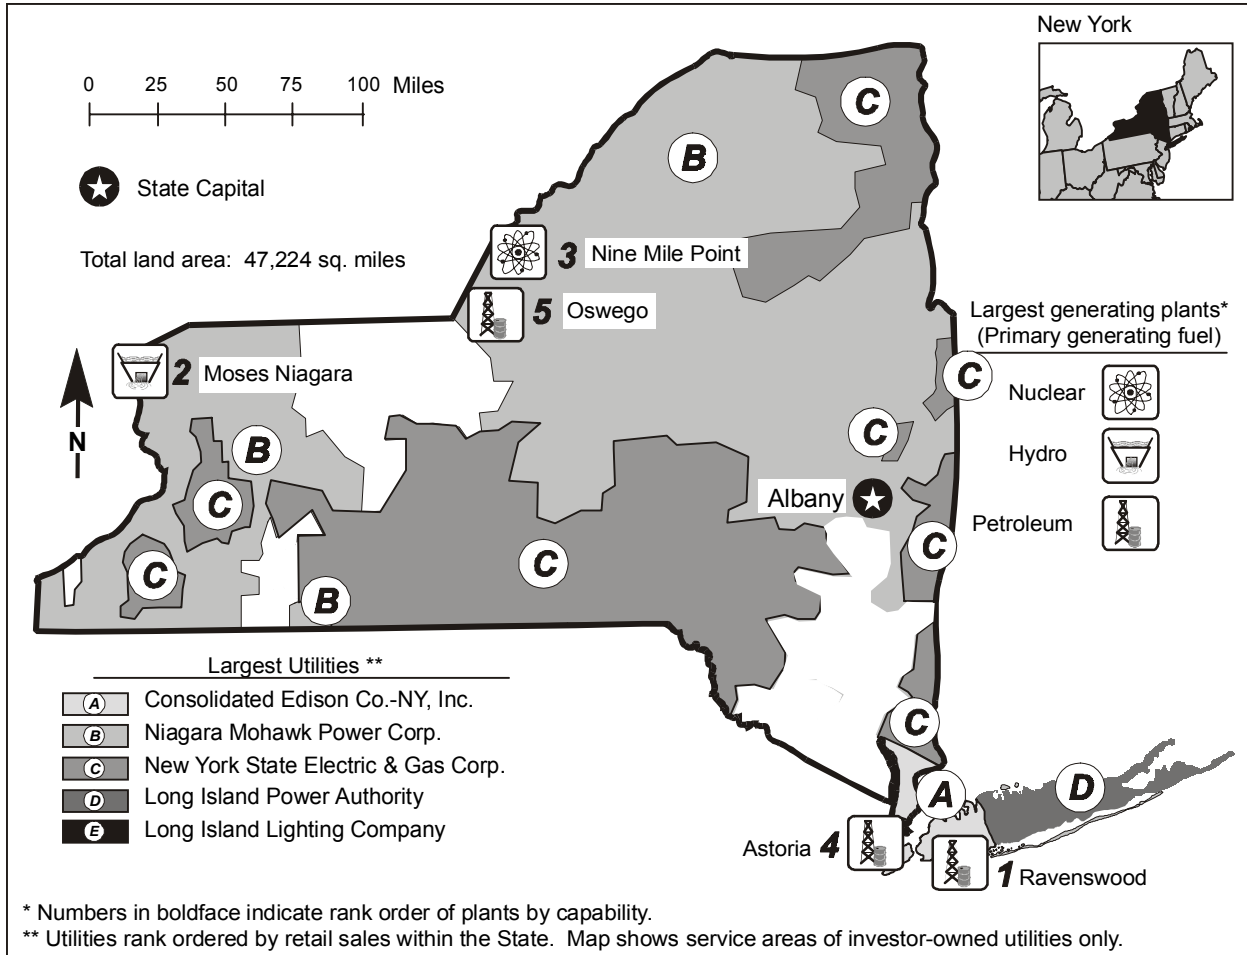 New York
0 25 50 75 100 Miles
C
B
State Capital
Total land area: 47,224 sq. miles
3 Nine Mile Point
5 Oswego
Largest generating plants*
(Primary generating fuel)
2 Moses Niagara
C
Nuclear
N
B
C
Hydro
C
Albany
Petroleum
C
C
C
B
Largest Utilities **
A Consolidated Edison Co.-NY, Inc.
B Niagara Mohawk Power Corp.
C New York State Electric & Gas Corp.
D Long Island Power Authority
E Long Island Lighting Company
C
A
D
Astoria 4
1 Ravenswood
* Numbers in boldface indicate rank order of plants by capability.
** Utilities rank ordered by retail sales within the State. Map shows service areas of investor-owned utilities only.